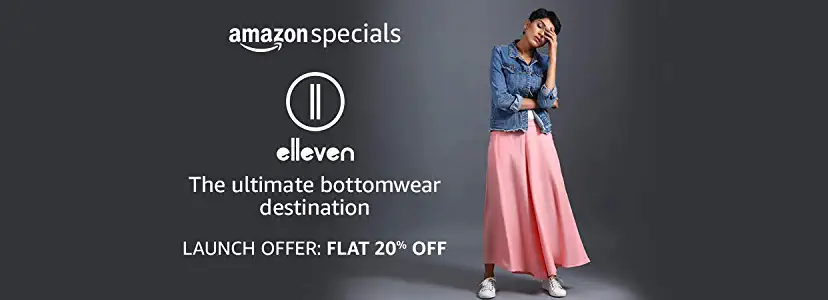 amazonspecials
elleven
The ultimate bottomwear
destination
LAUNCH OFFER: FLAT 20% OFF